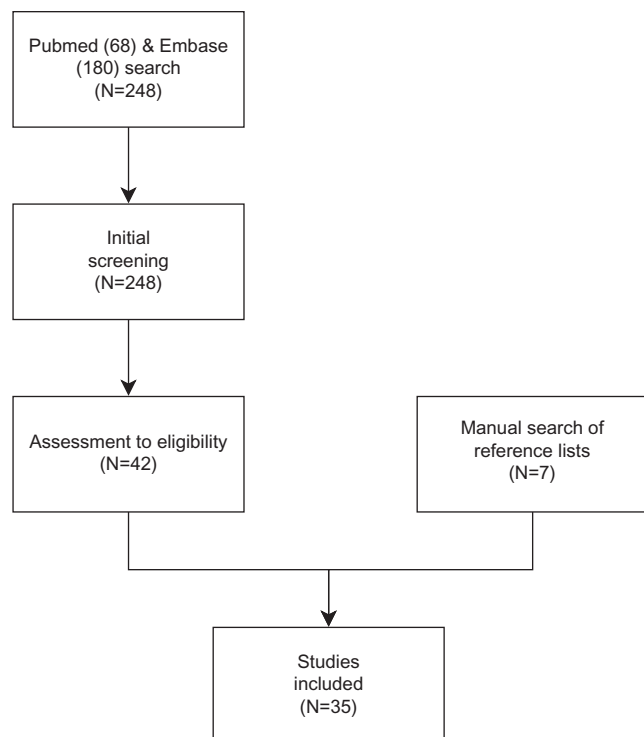 Pubmed (68) & Embase
(180) search
(N=248)
Initial
screening
(N=248)
Assessment to eligibility
(N=42)
Manual search of
reference lists
(N=7)
Studies
included
(N=35)